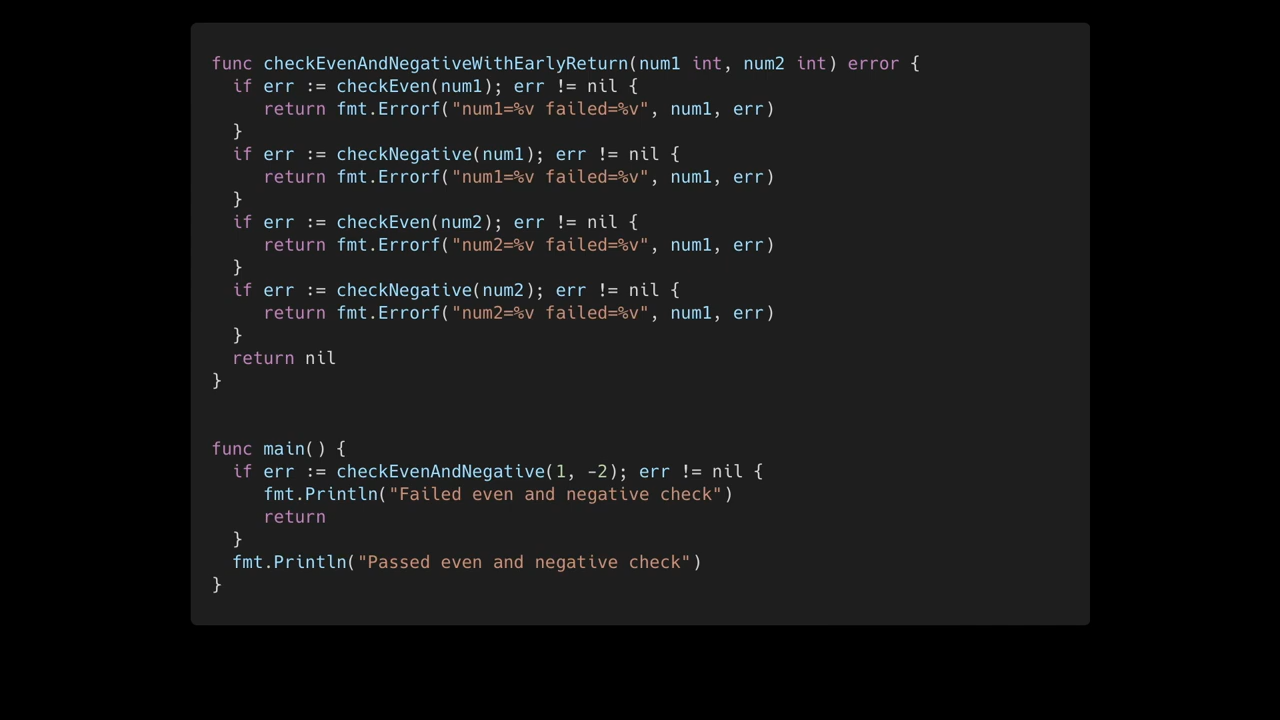 func checkEvenAndNegativeWithEarlyReturn(num1 int, num2 int) error {
if err := checkEven(num1); err != nil {
return fmt.Errorf("num1=%v failed=%v", num1, err)
}
if err := checkNegative(num1); err != nil {
return fmt.Errorf("num1=%v failed=%v", num1, err)
}
if err := checkEven(num2); err != nil {
return fmt.Errorf("num2=%v failed=%v", num1, err)
}
if err := checkNegative(num2); err != nil {
return fmt.Errorf("num2=%v failed=%v", num1, err)
}
return nil
}
func main() {
if err := checkEvenAndNegative(1, -2); err != nil {
fmt.Println("Failed even and negative check")
return
}
fmt.Println("Passed even and negative check")
}